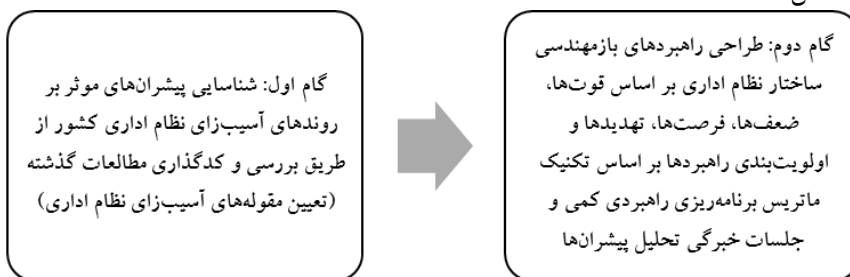 گام اول: شناسایی پیشران‌های موثر بر
روندهای آسیب‌زای نظام اداری کشور از
طریق بررسی و کدگذاری مطالعات گذشته
(تعیین مقوله‌های آسیب‌زای نظام اداری)
گام دوم: طراحی راهبردهای بازمهندسی
ساختار نظام اداری بر اساس قوت‌ها،
ضعف‌ها، فرصت‌ها، تهدیدها و
اولویت‌بندی راهبردها بر اساس تکنیک
ماتریس برنامه‌ریزی راهبردی کمی و
جلسات خبرگی تحلیل پیشران‌ها